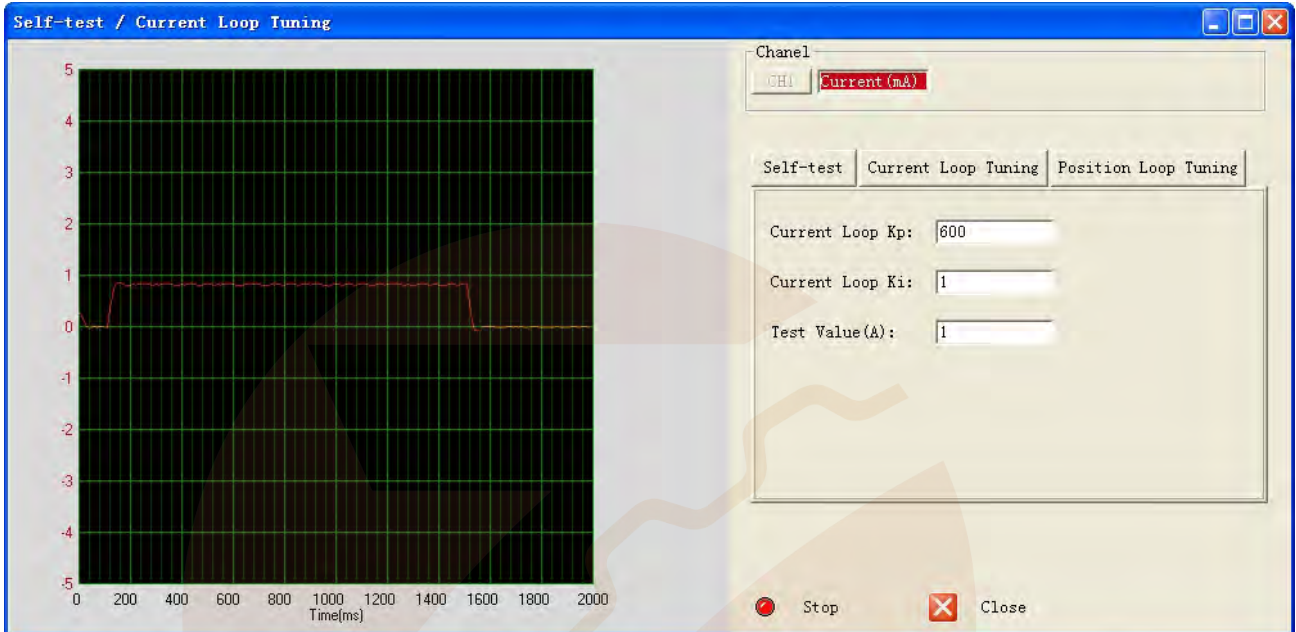 Self-test / Current Loop Tuning
Chanel
CH1 Current(mA)
Self-test Current Loop Tuning Position Loop Tuning
Current Loop Kp: 600
Current Loop Ki: 1
Test Value(A): 1
5
4
3
2
1
0
-1
-2
-3
-4
-5
0 200 400 600 800 1000 1200 1400 1600 1800 2000
Time(ms)
Stop Close